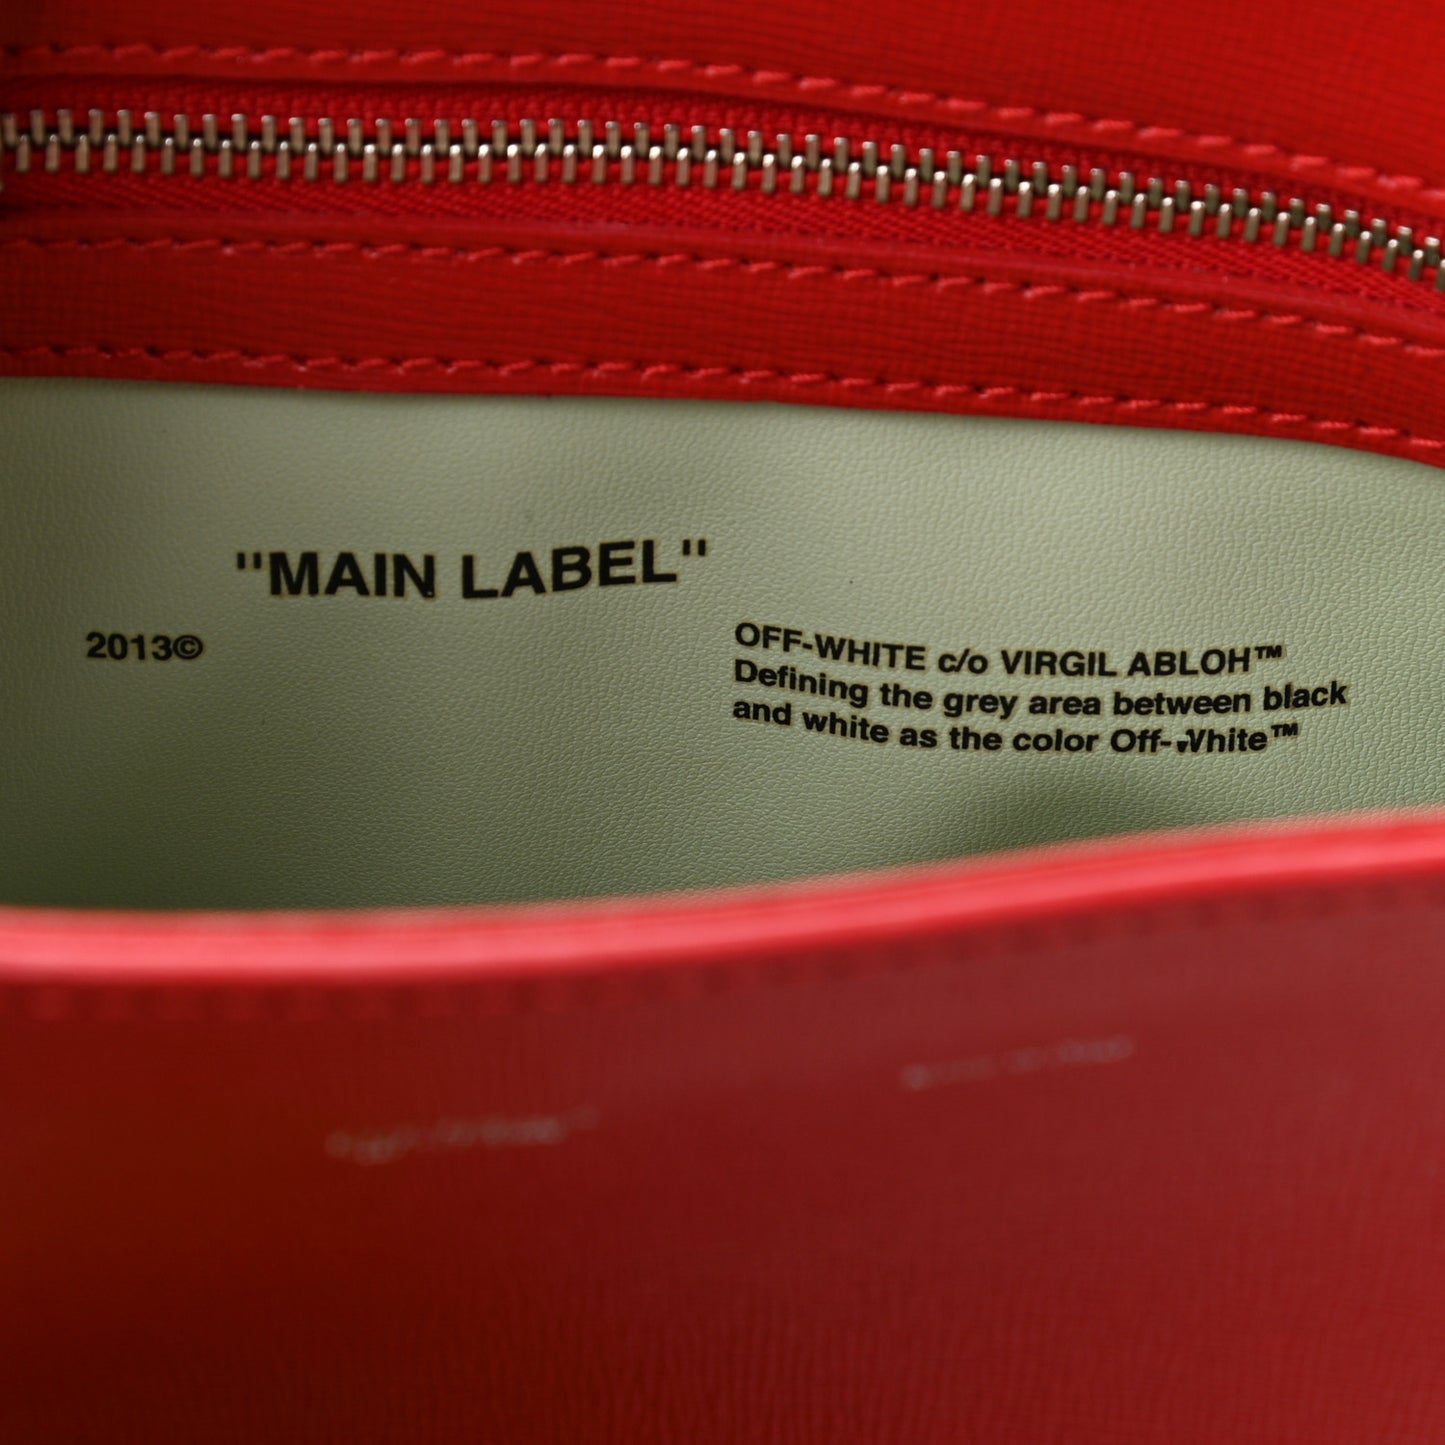 "MAIN LABEL"
2013©
OFF-WHITE c/o VIRGIL ABLOH™
Defining the grey area between black
and white as the color Off-White™